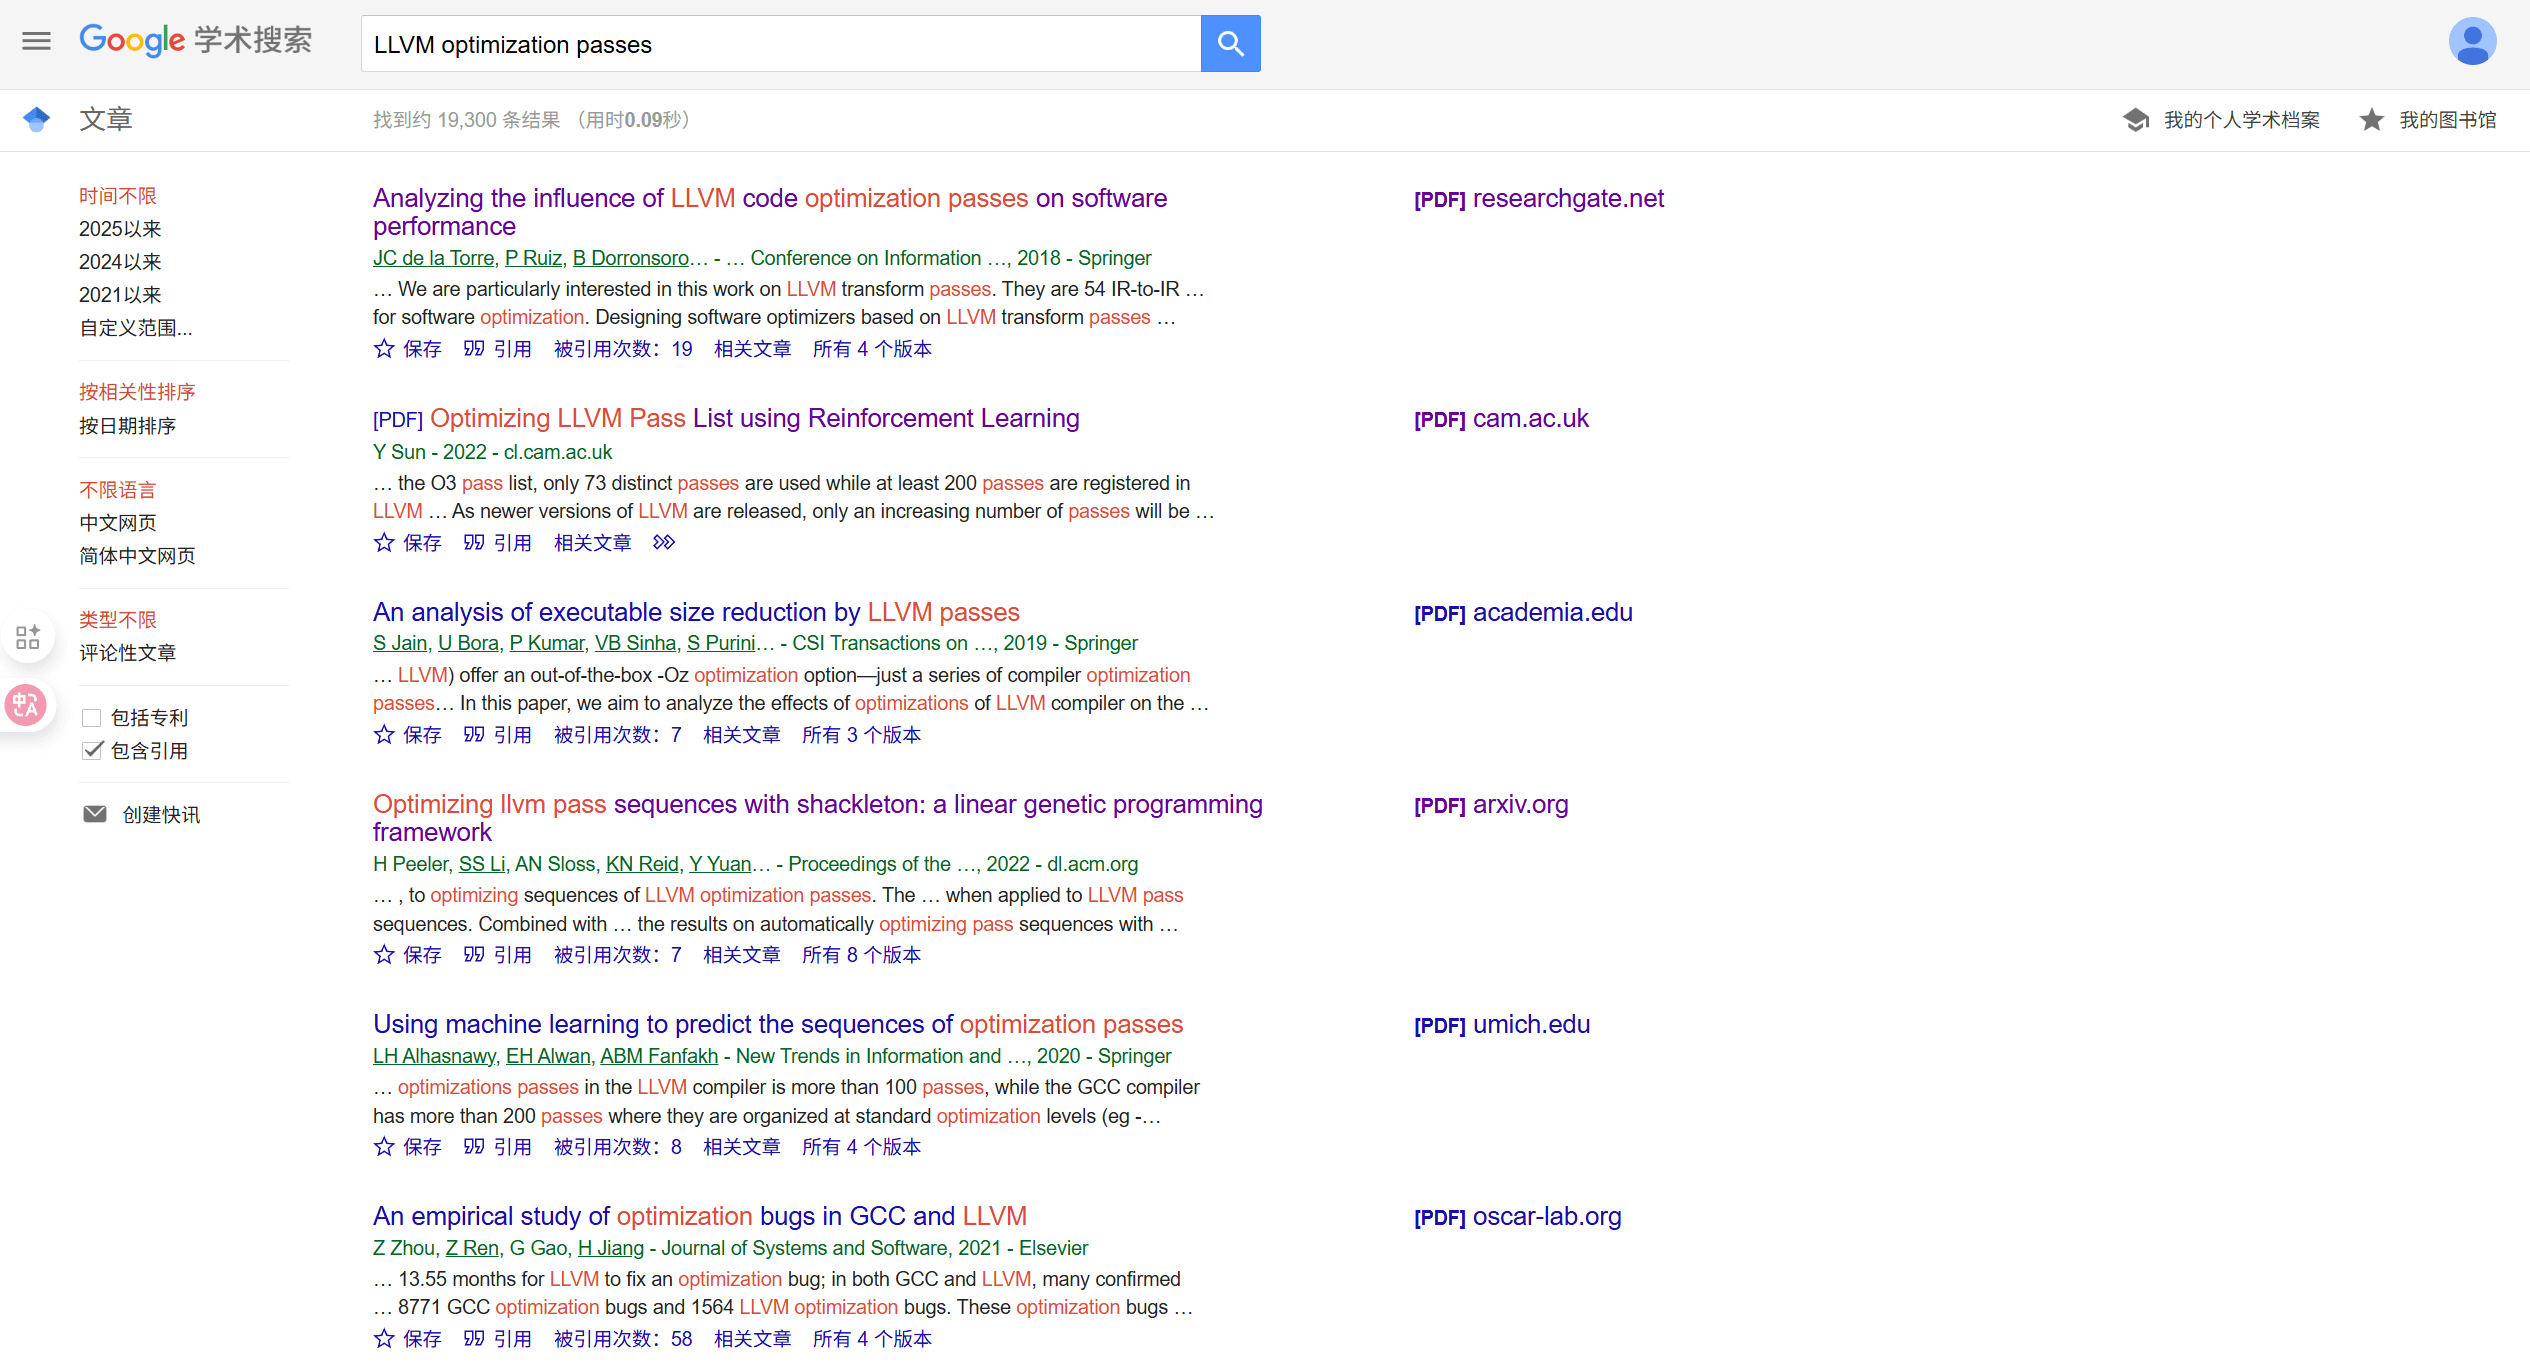 Google 学术搜索
LLVM optimization passes
文章
找到约 19,300 条结果 （用时0.09秒）
我的个人学术档案
我的图书馆
时间不限
2025以来
2024以来
2021以来
自定义范围...
按相关性排序
按日期排序
不限语言
中文网页
简体中文网页
类型不限
评论性文章
包括专利
包含引用
创建快讯
中A
Analyzing the influence of LLVM code optimization passes on software
performance
JC de la Torre, P Ruiz, B Dorronsoro… - … Conference on Information …, 2018 - Springer
… We are particularly interested in this work on LLVM transform passes. They are 54 IR-to-IR …
for software optimization. Designing software optimizers based on LLVM transform passes …
保存 引用 被引用次数：19 相关文章 所有 4 个版本
[PDF] researchgate.net
[PDF] Optimizing LLVM Pass List using Reinforcement Learning
Y Sun - 2022 - cl.cam.ac.uk
… the O3 pass list, only 73 distinct passes are used while at least 200 passes are registered in
LLVM … As newer versions of LLVM are released, only an increasing number of passes will be …
保存 引用 相关文章
[PDF] cam.ac.uk
An analysis of executable size reduction by LLVM passes
S Jain, U Bora, P Kumar, VB Sinha, S Purini… - CSI Transactions on …, 2019 - Springer
… LLVM) offer an out-of-the-box -Oz optimization option—just a series of compiler optimization
passes… In this paper, we aim to analyze the effects of optimizations of LLVM compiler on the …
保存 引用 被引用次数：7 相关文章 所有 3 个版本
[PDF] academia.edu
Optimizing llvm pass sequences with shackleton: a linear genetic programming
framework
H Peeler, SS Li, AN Sloss, KN Reid, Y Yuan… - Proceedings of the …, 2022 - dl.acm.org
… , to optimizing sequences of LLVM optimization passes. The … when applied to LLVM pass
sequences. Combined with … the results on automatically optimizing pass sequences with …
保存 引用 被引用次数：7 相关文章 所有 8 个版本
[PDF] arxiv.org
Using machine learning to predict the sequences of optimization passes
LH Alhasnawy, EH Alwan, ABM Fanfakh - New Trends in Information and …, 2020 - Springer
… optimizations passes in the LLVM compiler is more than 100 passes, while the GCC compiler
has more than 200 passes where they are organized at standard optimization levels (eg -…
保存 引用 被引用次数：8 相关文章 所有 4 个版本
[PDF] umich.edu
An empirical study of optimization bugs in GCC and LLVM
Z Zhou, Z Ren, G Gao, H Jiang - Journal of Systems and Software, 2021 - Elsevier
… 13.55 months for LLVM to fix an optimization bug; in both GCC and LLVM, many confirmed
… 8771 GCC optimization bugs and 1564 LLVM optimization bugs. These optimization bugs …
保存 引用 被引用次数：58 相关文章 所有 4 个版本
[PDF] oscar-lab.org